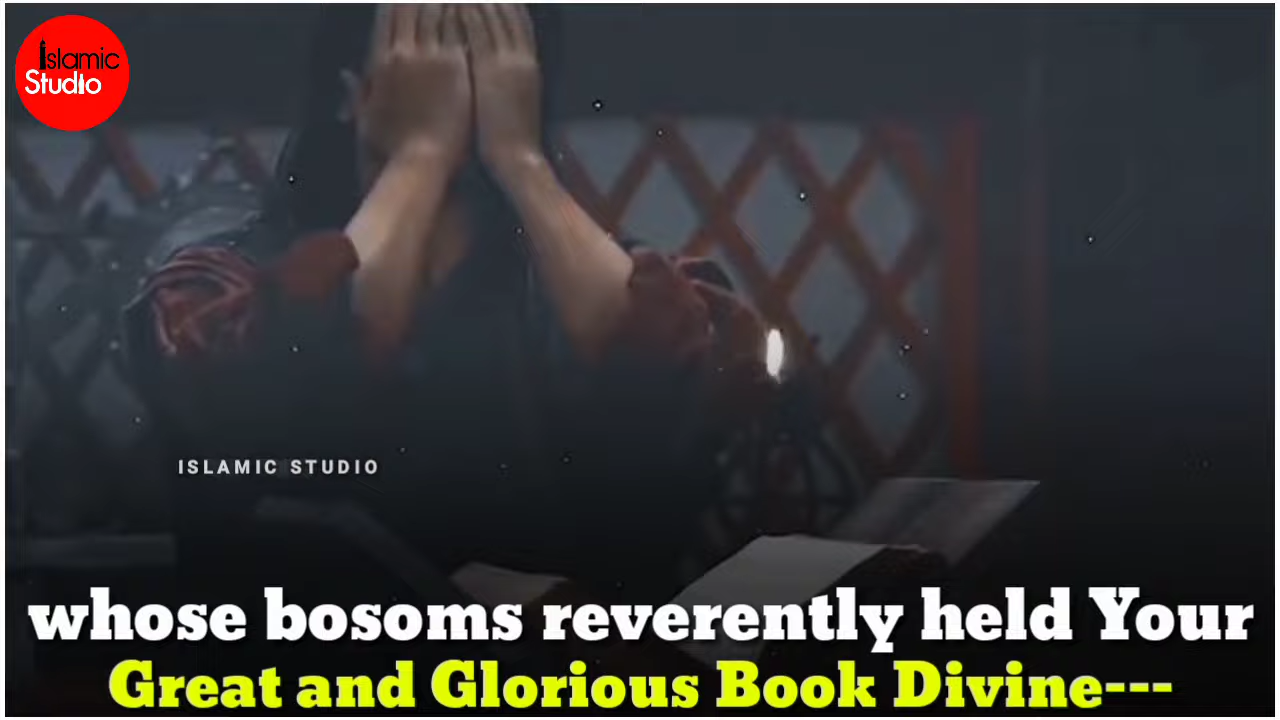 Islamic
Studio
ISLAMIC STUDIO
whose bosoms reverently held Your
Great and Glorious Book Divine---